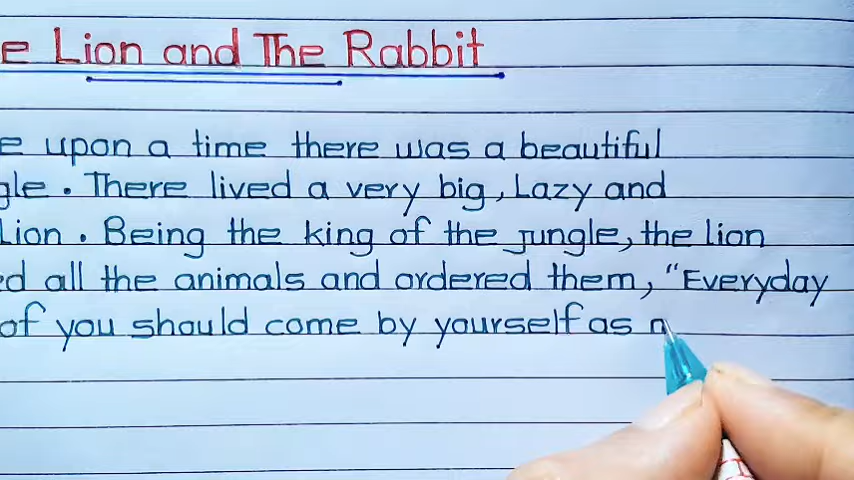 e Lion and The Rabbit
e upon a time there was a beautiful
gle. There lived a very big, Lazy and
Lion. Being the king of the jungle, the lion
ed all the animals and ordered them, "Everyday
of you should come by yourself as